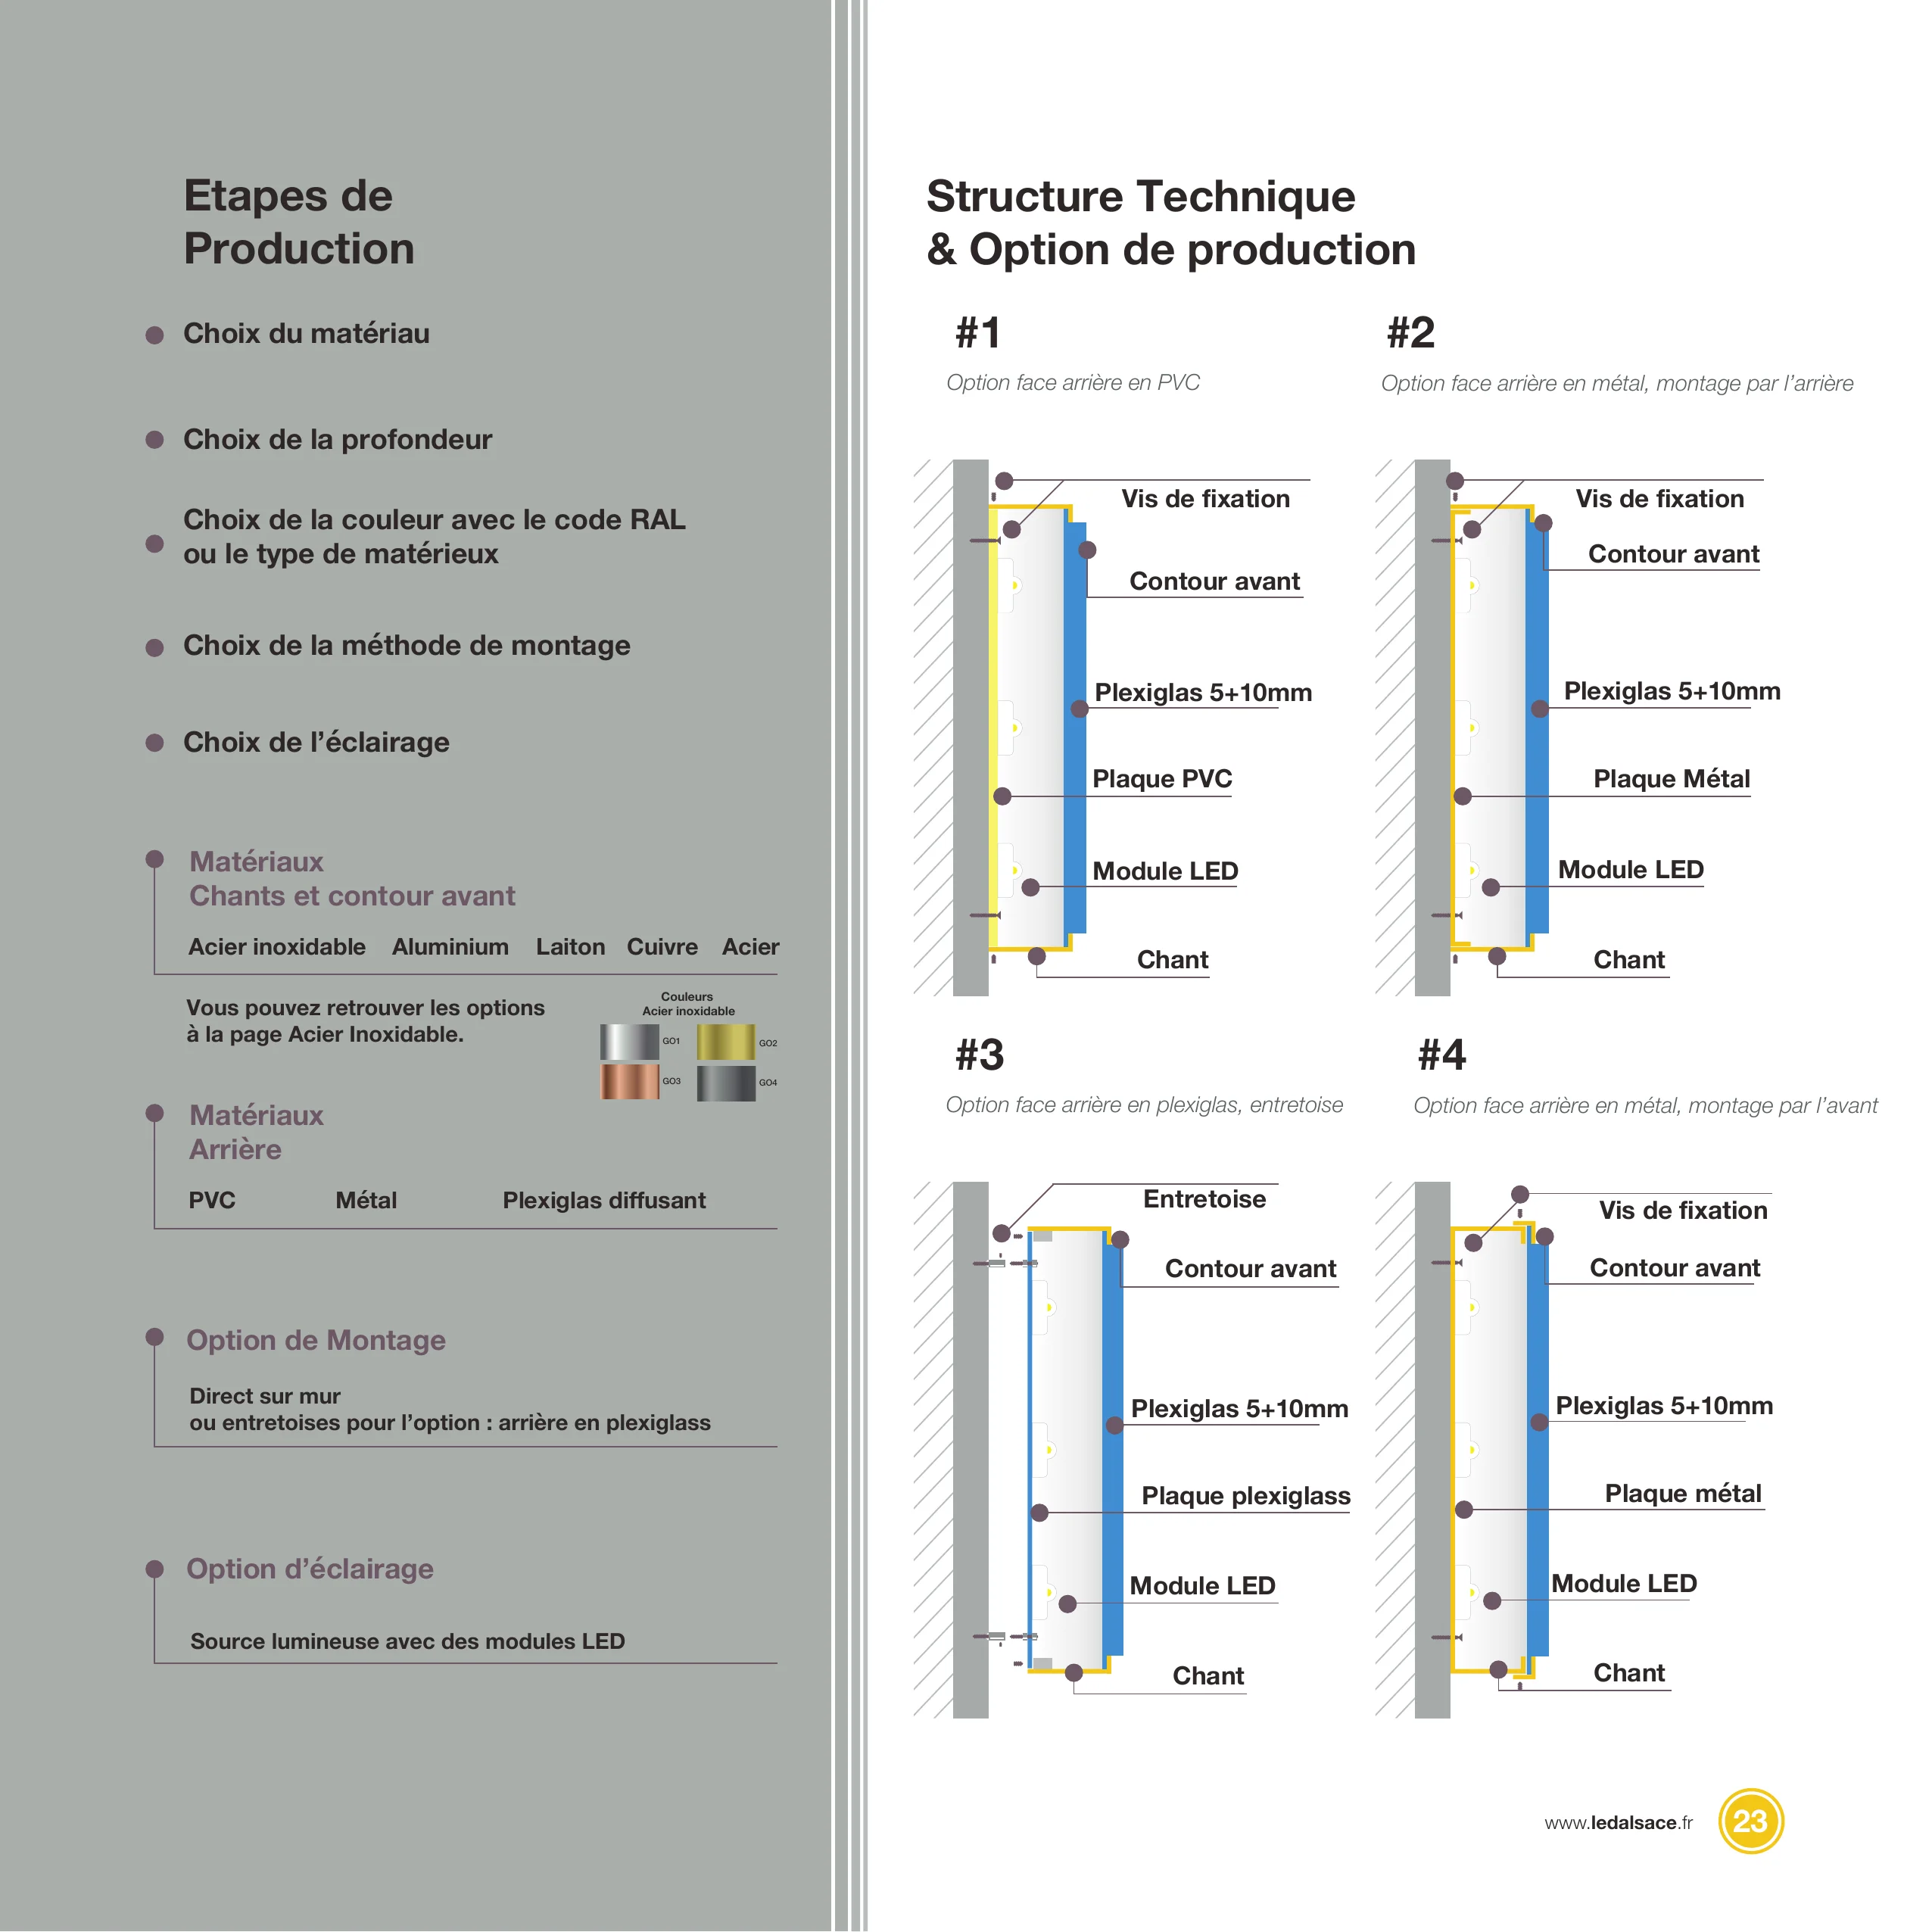 Etapes de
Production
Choix du matériau
Choix de la profondeur
Choix de la couleur avec le code RAL
ou le type de matérieux
Choix de la méthode de montage
Choix de l’éclairage
Matériaux
Chants et contour avant
Acier inoxidable Aluminium Laiton Cuivre Acier
Vous pouvez retrouver les options
à la page Acier Inoxidable.
Couleurs
Acier inoxidable
GO1 GO2
GO3 GO4
Matériaux
Arrière
PVC Métal Plexiglas diffusant
Option de Montage
Direct sur mur
ou entretoises pour l’option : arrière en plexiglass
Option d’éclairage
Source lumineuse avec des modules LED
Structure Technique
& Option de production
#1
Option face arrière en PVC
Vis de fixation
Contour avant
Plexiglas 5+10mm
Plaque PVC
Module LED
Chant
#2
Option face arrière en métal, montage par l’arrière
Vis de fixation
Contour avant
Plexiglas 5+10mm
Plaque Métal
Module LED
Chant
#3
Option face arrière en plexiglas, entretoise
Entretoise
Contour avant
Plexiglas 5+10mm
Plaque plexiglass
Module LED
Chant
#4
Option face arrière en métal, montage par l’avant
Vis de fixation
Contour avant
Plexiglas 5+10mm
Plaque métal
Module LED
Chant
www.ledalsace.fr
23